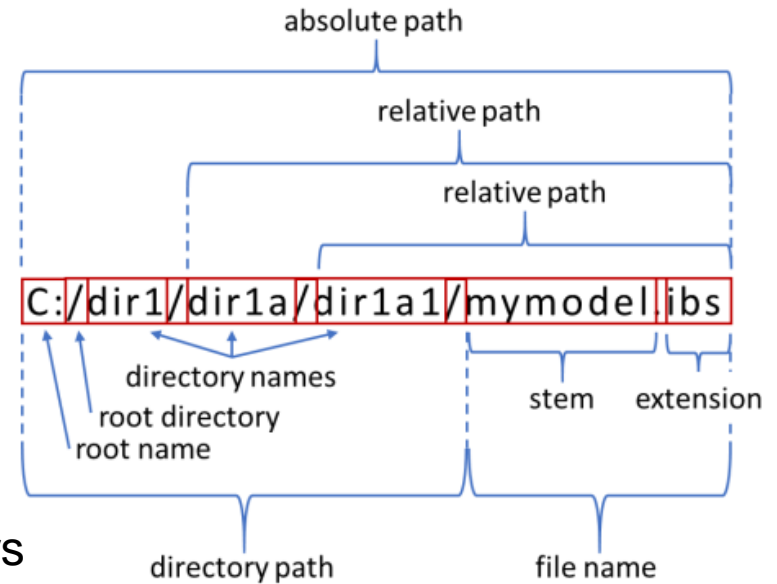 absolute path
relative path
relative path
C:/dir1/dir1a/dir1a1/mymodel.ibs
directory names
stem extension
root directory
root name
directory path file name